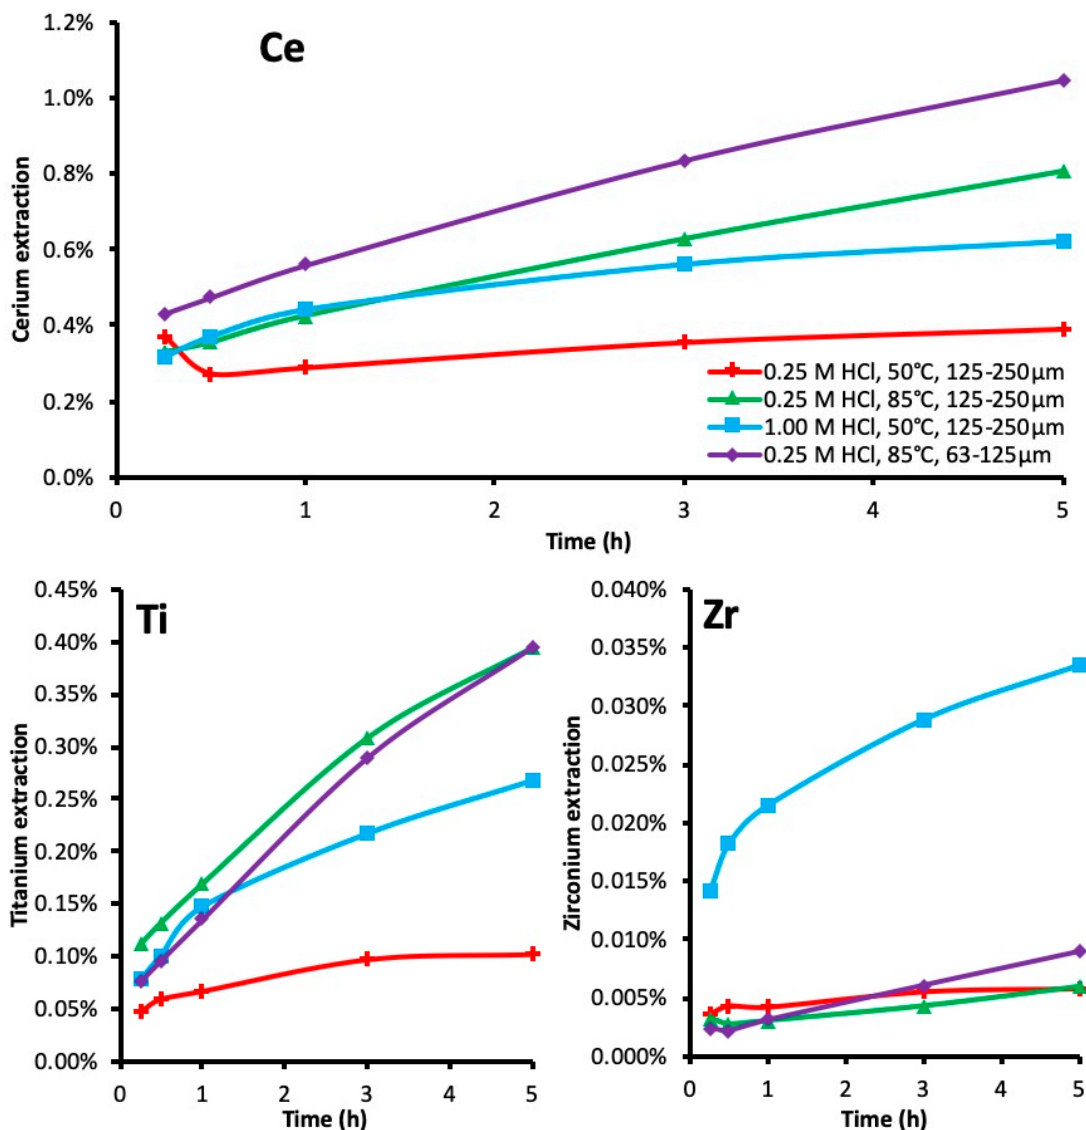 Ce
Cerium extraction
1.2%
1.0%
0.8%
0.6%
0.4%
0.2%
0.0%
0.25 M HCl, 50°C, 125-250µm
0.25 M HCl, 85°C, 125-250µm
1.00 M HCl, 50°C, 125-250µm
0.25 M HCl, 85°C, 63-125µm
0 1 2 3 4 5
Time (h)
Ti
Titanium extraction
0.45%
0.40%
0.35%
0.30%
0.25%
0.20%
0.15%
0.10%
0.05%
0.00%
0 1 2 3 4 5
Time (h)
Zr
Zirconium extraction
0.040%
0.035%
0.030%
0.025%
0.020%
0.015%
0.010%
0.005%
0.000%
0 1 2 3 4 5
Time (h)